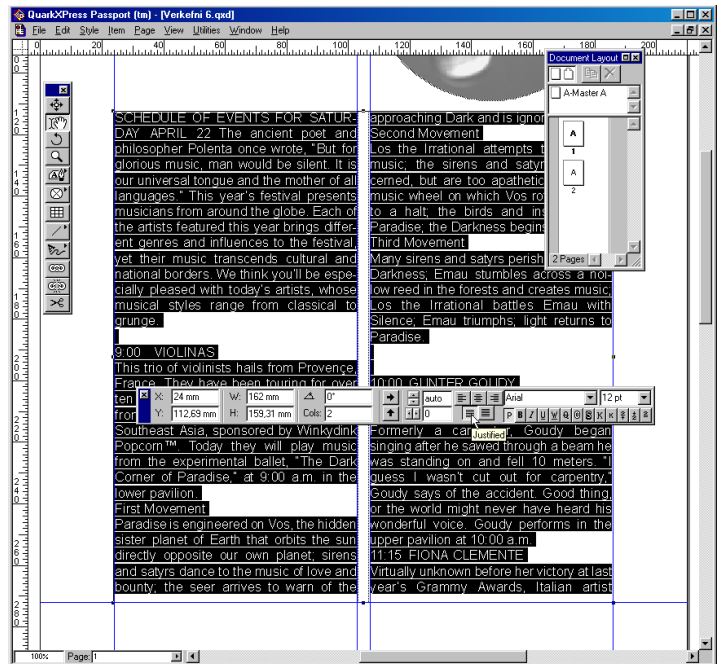 QuarkXPress Passport (tm) - [Verkefni 6.qxd]
File Edit Style Item Page View Utilities Window Help
0 20 40 60 80 100 120 140 160 180 200
Document Layout
A-Master A
A
1
A
2
2 Pages
SCHEDULE OF EVENTS FOR SATUR-
DAY APRIL 22 The ancient poet and
philosopher Polenta once wrote, "But for
glorious music, man would be silent. It is
our universal tongue and the mother of all
languages." This year's festival presents
musicians from around the globe. Each of
the artists featured this year brings differ-
ent genres and influences to the festival,
yet their music transcends cultural and
national borders. We think you'll be espe-
cially pleased with today's artists, whose
musical styles range from classical to
grunge.
9:00 VIOLINAS
This trio of violinists hails from Provence,
France. They have been touring for over
ten
from
Southeast Asia, sponsored by Winkydink
Popcorn™. Today they will play music
from the experimental ballet, "The Dark
Corner of Paradise," at 9:00 a.m. in the
lower pavilion.
First Movement
Paradise is engineered on Vos, the hidden
sister planet of Earth that orbits the sun
directly opposite our own planet; sirens
and satyrs dance to the music of love and
bounty; the seer arrives to warn of the
approaching Dark and is ignor
Second Movement
Los the Irrational attempts t
music; the sirens and satyr
cerned, but are too apathetic
music wheel on which Vos ro
to a halt; the birds and in
Paradise; the Darkness begins
Third Movement
Many sirens and satyrs perish
Darkness; Emau stumbles across a hol-
low reed in the forests and creates music;
Los the Irrational battles Emau with
Silence; Emau triumphs; light returns to
Paradise.
10:00 GUNTER GOUDY
Formerly a car Goudy began
singing after he sawed through a beam he
was standing on and fell 10 meters. "I
guess I wasn't cut out for carpentry,"
Goudy says of the accident. Good thing,
or the world might never have heard his
wonderful voice. Goudy performs in the
upper pavilion at 10:00 a.m.
11:15 FIONA CLEMENTE
Virtually unknown before her victory at last
year's Grammy Awards, Italian artist
X: 24 mm W: 162 mm 0° auto Arial 12 pt
Y: 112,69 mm H: 159,31 mm Cols: 2 0 P B I U W
Justified
100% Page: 1